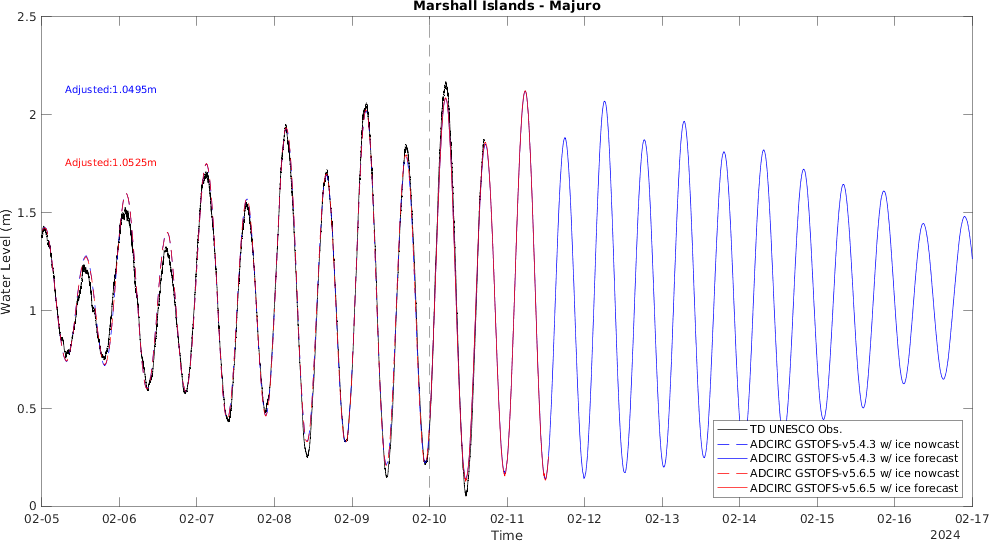 Marshall Islands - Majuro
2.5
2
1.5
1
0.5
0
Water Level (m)
Adjusted:1.0495m
Adjusted:1.0525m
TD UNESCO Obs.
ADCIRC GSTOFS-v5.4.3 w/ ice nowcast
ADCIRC GSTOFS-v5.4.3 w/ ice forecast
ADCIRC GSTOFS-v5.6.5 w/ ice nowcast
ADCIRC GSTOFS-v5.6.5 w/ ice forecast
02-05 02-06 02-07 02-08 02-09 02-10 02-11 02-12 02-13 02-14 02-15 02-16 02-17
Time
2024